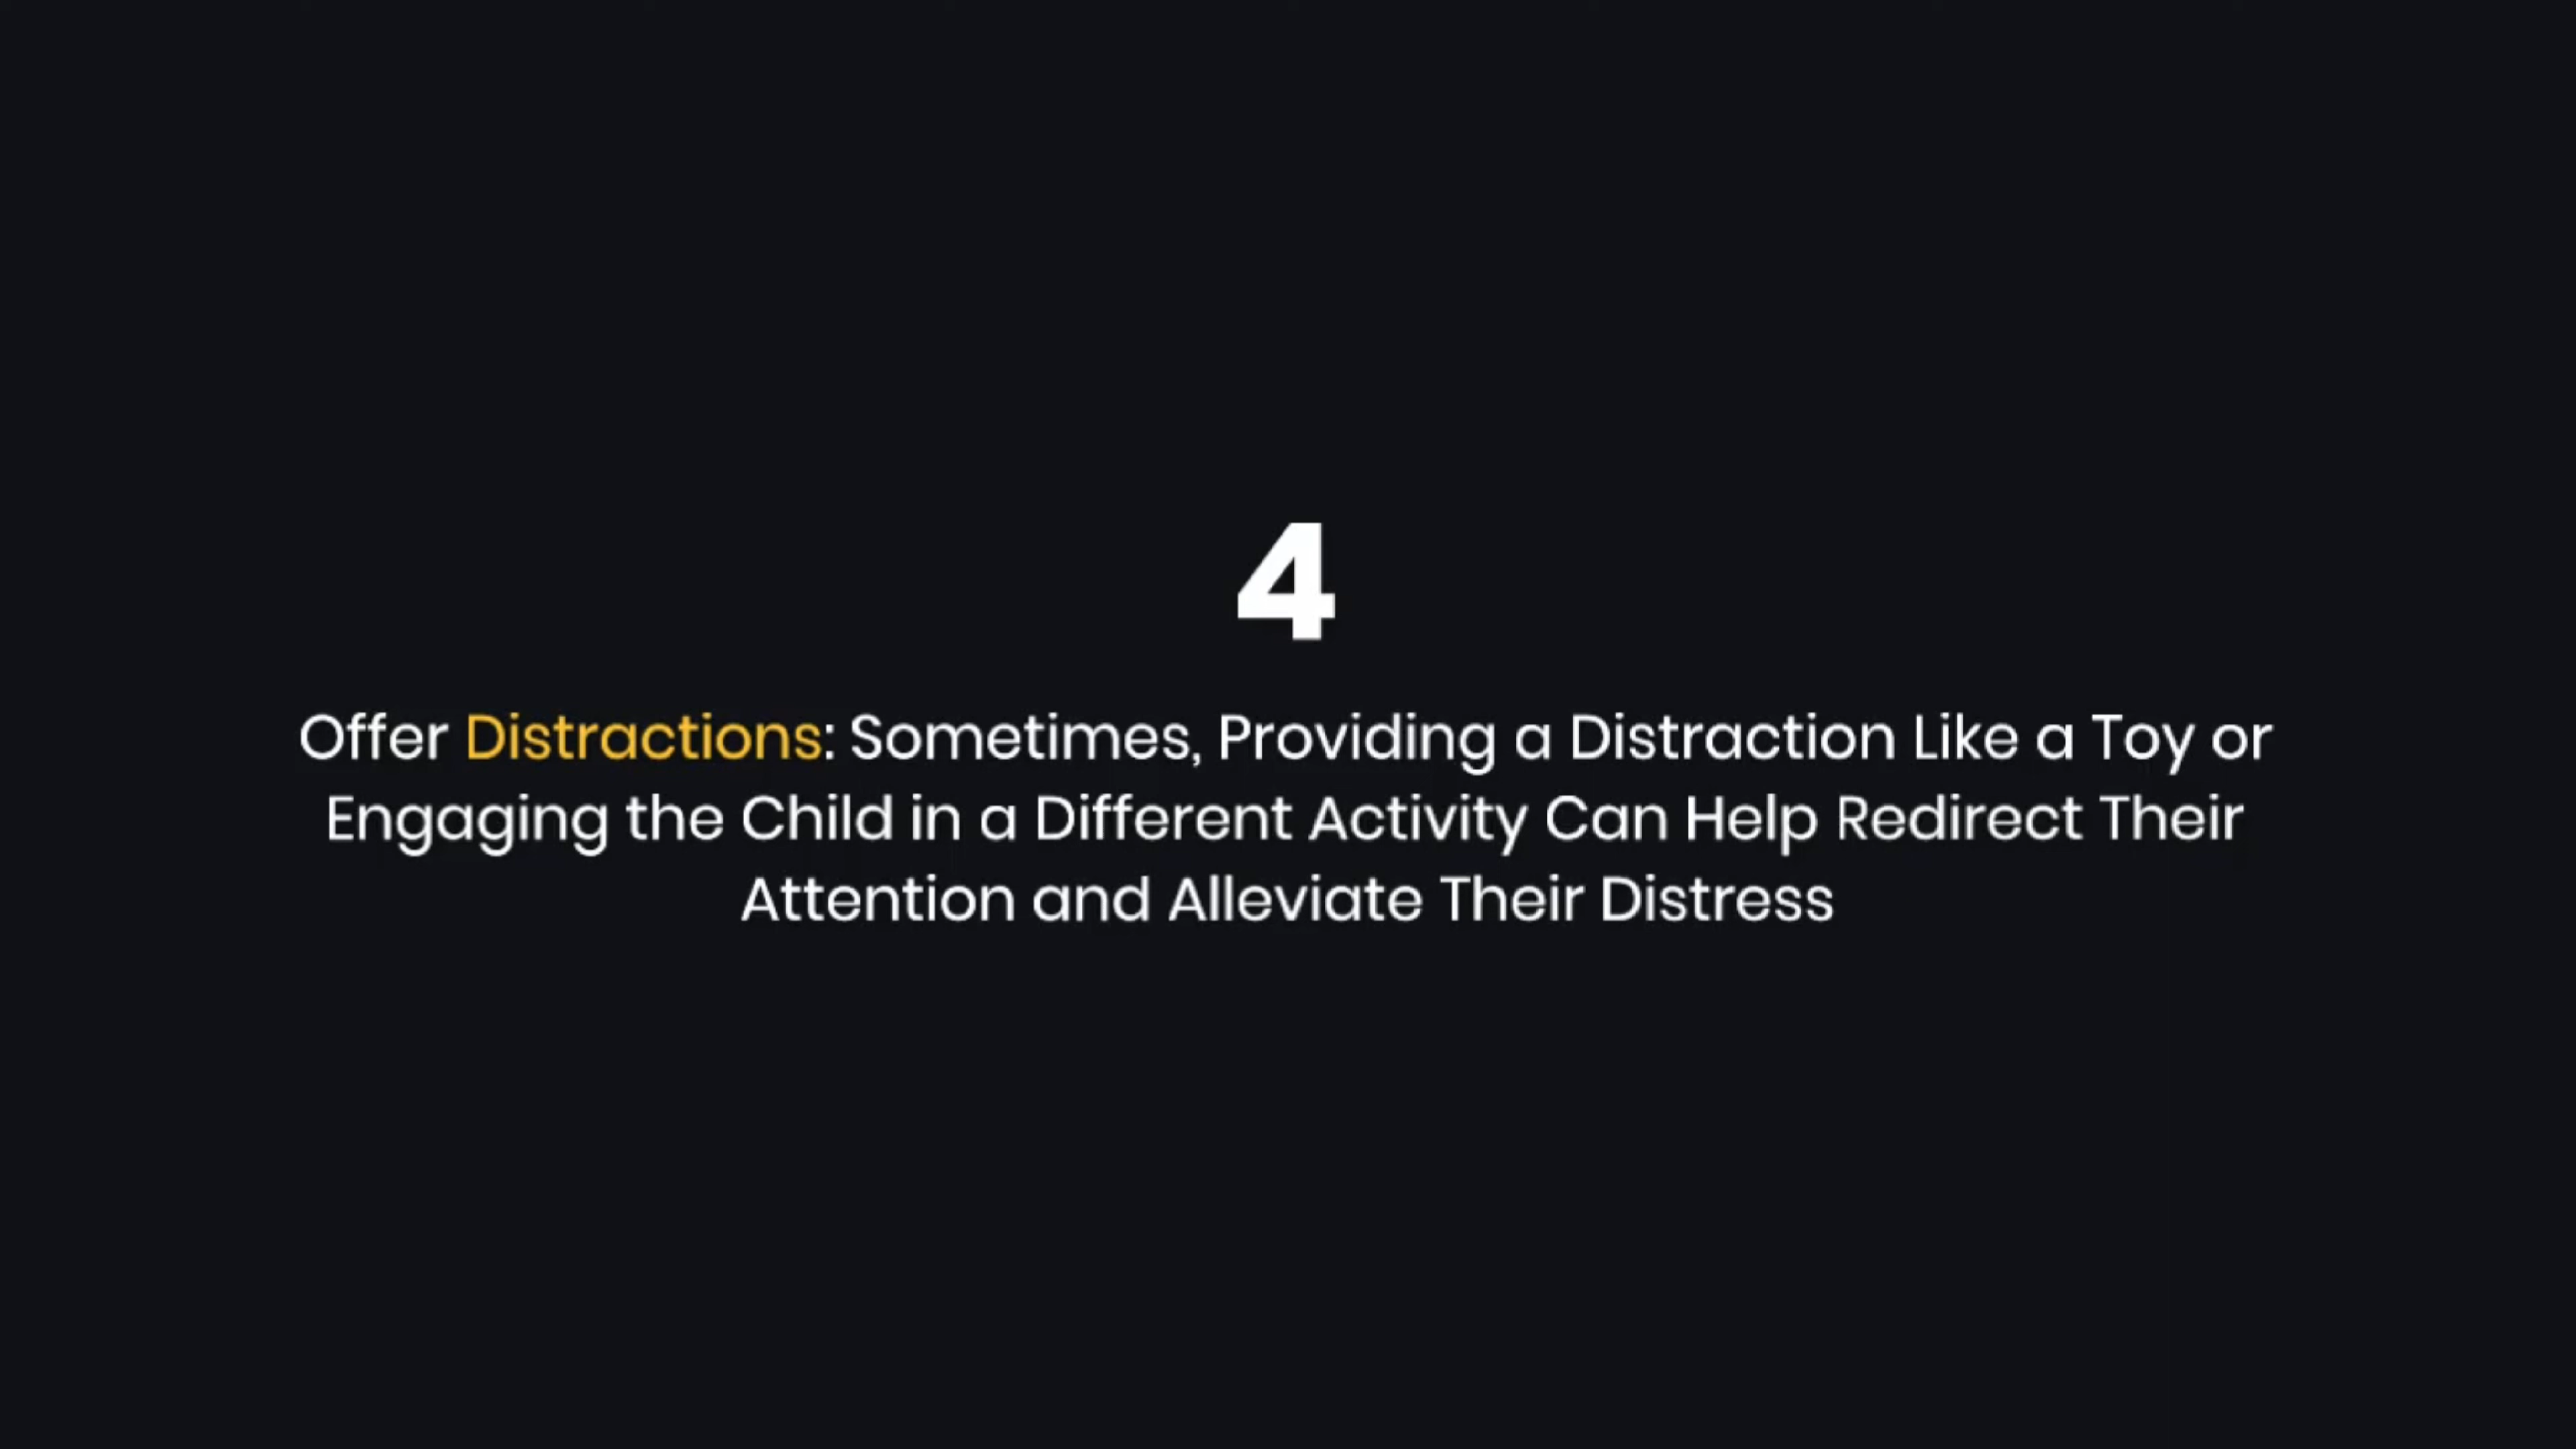 4
Offer Distractions: Sometimes, Providing a Distraction Like a Toy or
Engaging the Child in a Different Activity Can Help Redirect Their
Attention and Alleviate Their Distress